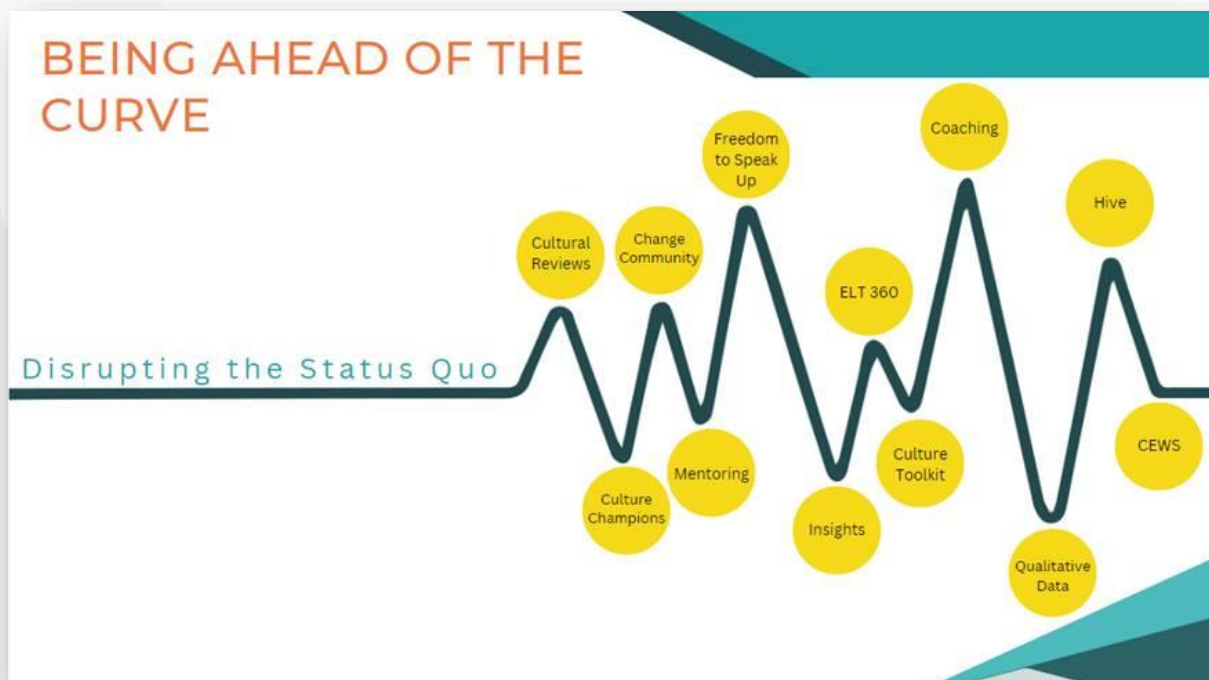 BEING AHEAD OF THE
CURVE
Disrupting the Status Quo
Cultural
Reviews
Culture
Champions
Change
Community
Mentoring
Freedom
to Speak
Up
Insights
ELT 360
Culture
Toolkit
Coaching
Qualitative
Data
Hive
CEWS